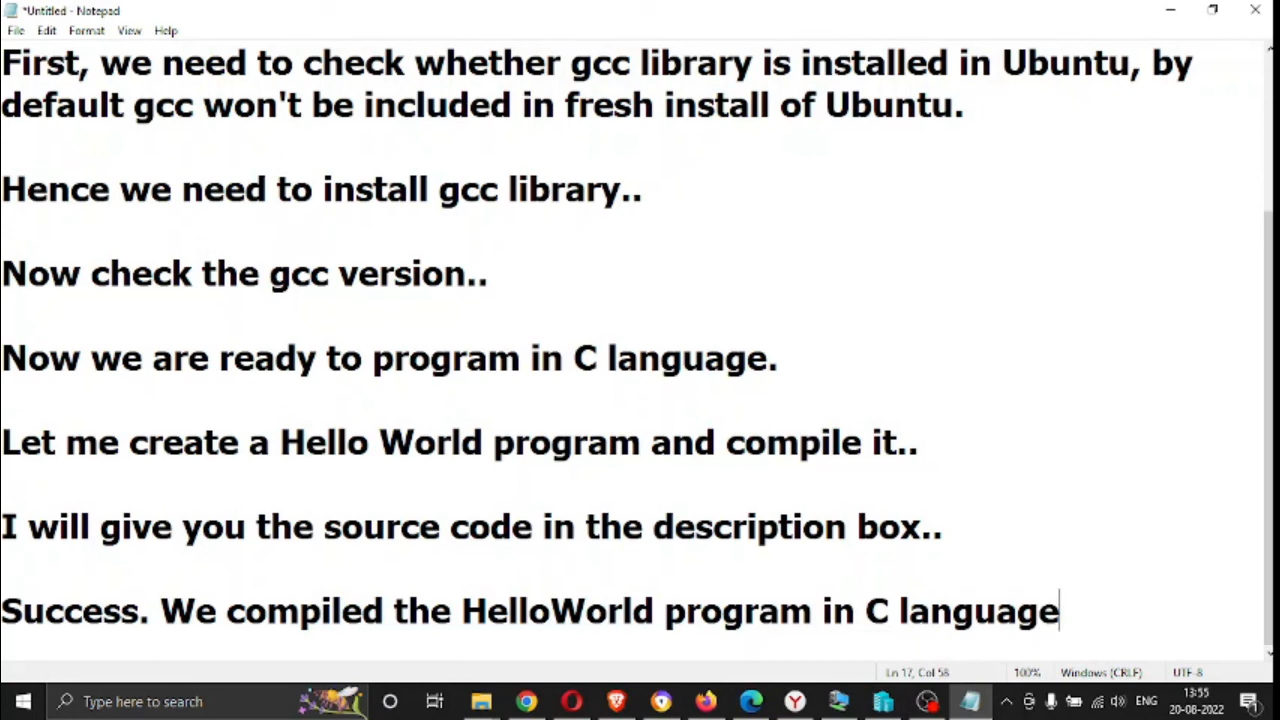 *Untitled - Notepad
File Edit Format View Help
First, we need to check whether gcc library is installed in Ubuntu, by
default gcc won't be included in fresh install of Ubuntu.
Hence we need to install gcc library..
Now check the gcc version..
Now we are ready to program in C language.
Let me create a Hello World program and compile it..
I will give you the source code in the description box..
Success. We compiled the HelloWorld program in C language
Ln 17, Col 58 100% Windows (CRLF) UTF-8
Type here to search ENG 13:55
20-08-2022 1